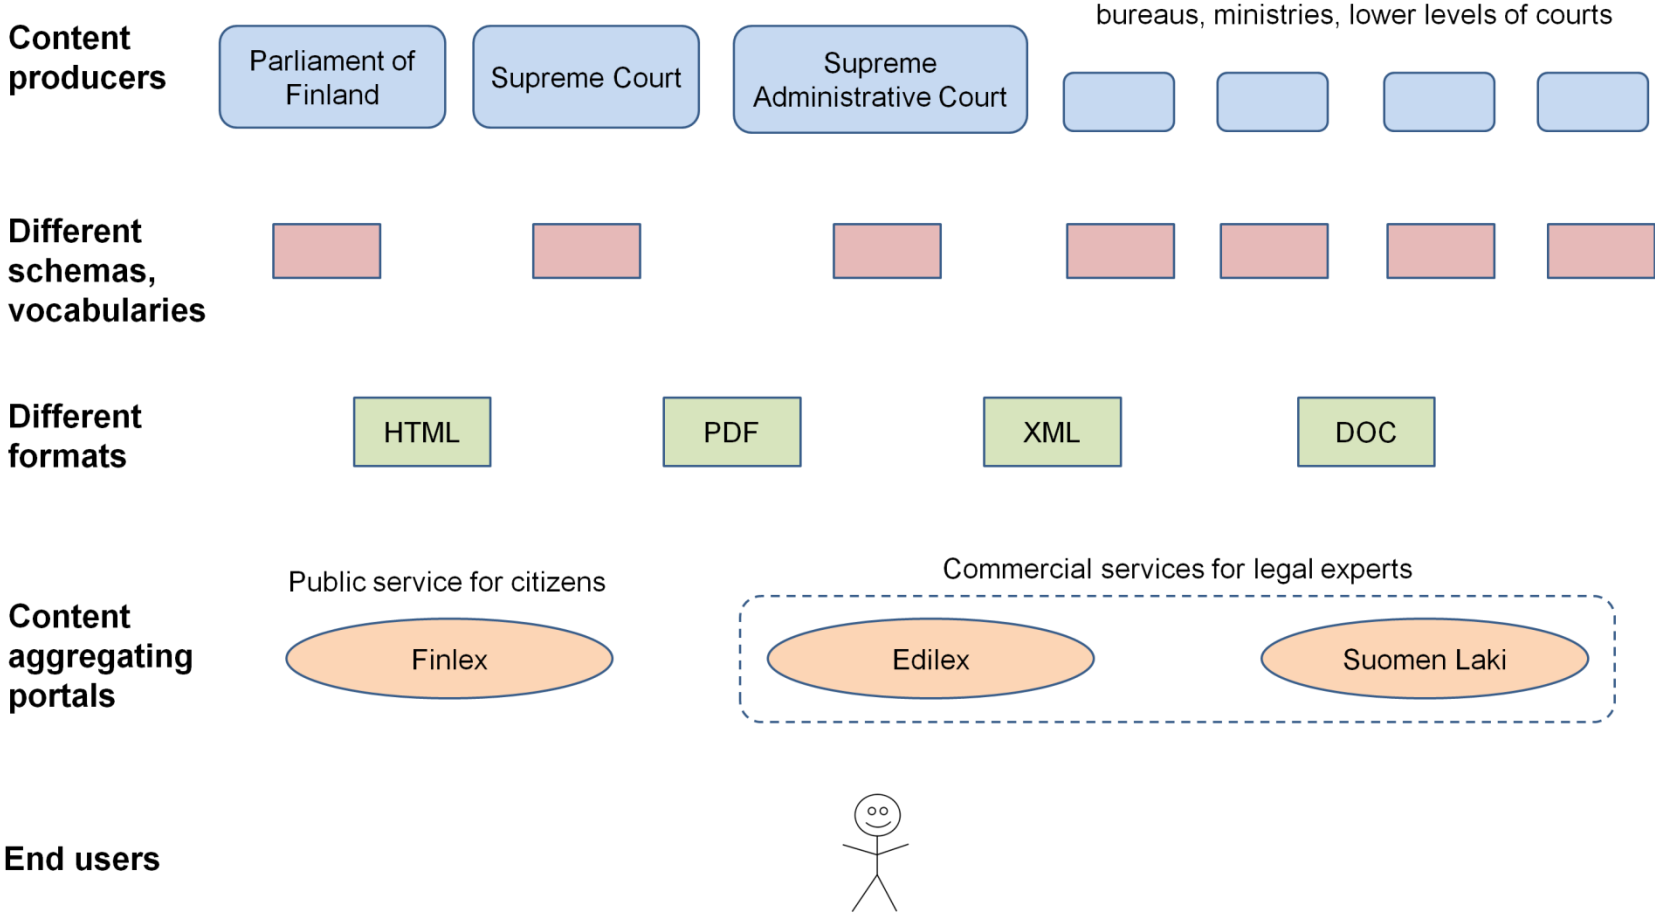 bureaus, ministries, lower levels of courts
Content
producers
Parliament of
Finland
Supreme Court
Supreme
Administrative Court
Different
schemas,
vocabularies
Different
formats
HTML
PDF
XML
DOC
Public service for citizens
Commercial services for legal experts
Content
aggregating
portals
Finlex
Edilex
Suomen Laki
End users